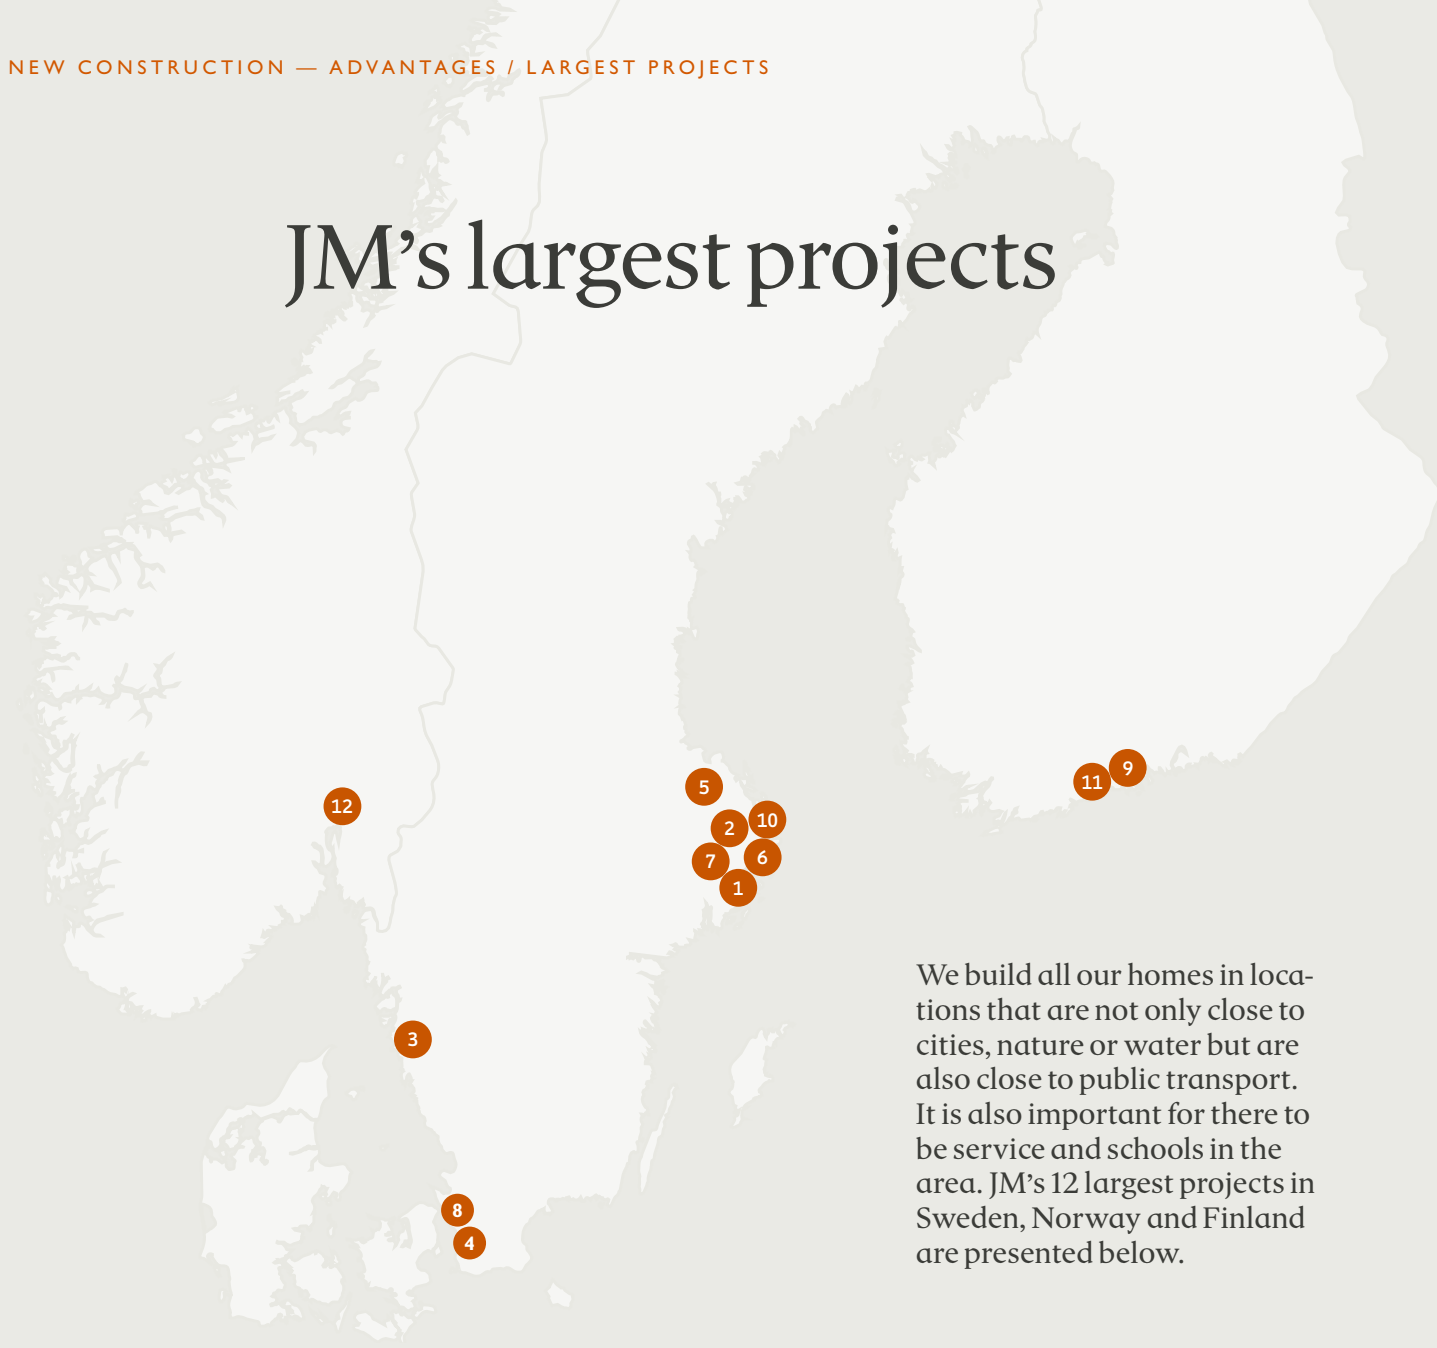 NEW CONSTRUCTION — ADVANTAGES / LARGEST PROJECTS
JM’s largest projects
12
5
2
10
7
6
1
11
9
3
8
4
We build all our homes in loca-
tions that are not only close to
cities, nature or water but are
also close to public transport.
It is also important for there to
be service and schools in the
area. JM’s 12 largest projects in
Sweden, Norway and Finland
are presented below.